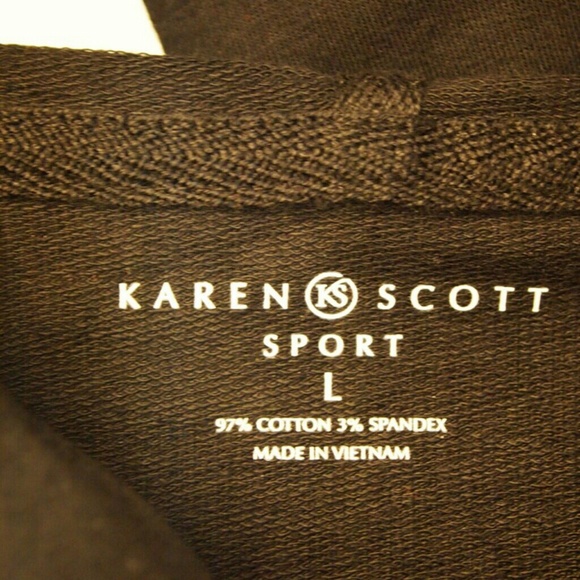 KAREN KS SCOTT
SPORT
L
97% COTTON 3% SPANDEX
MADE IN VIETNAM